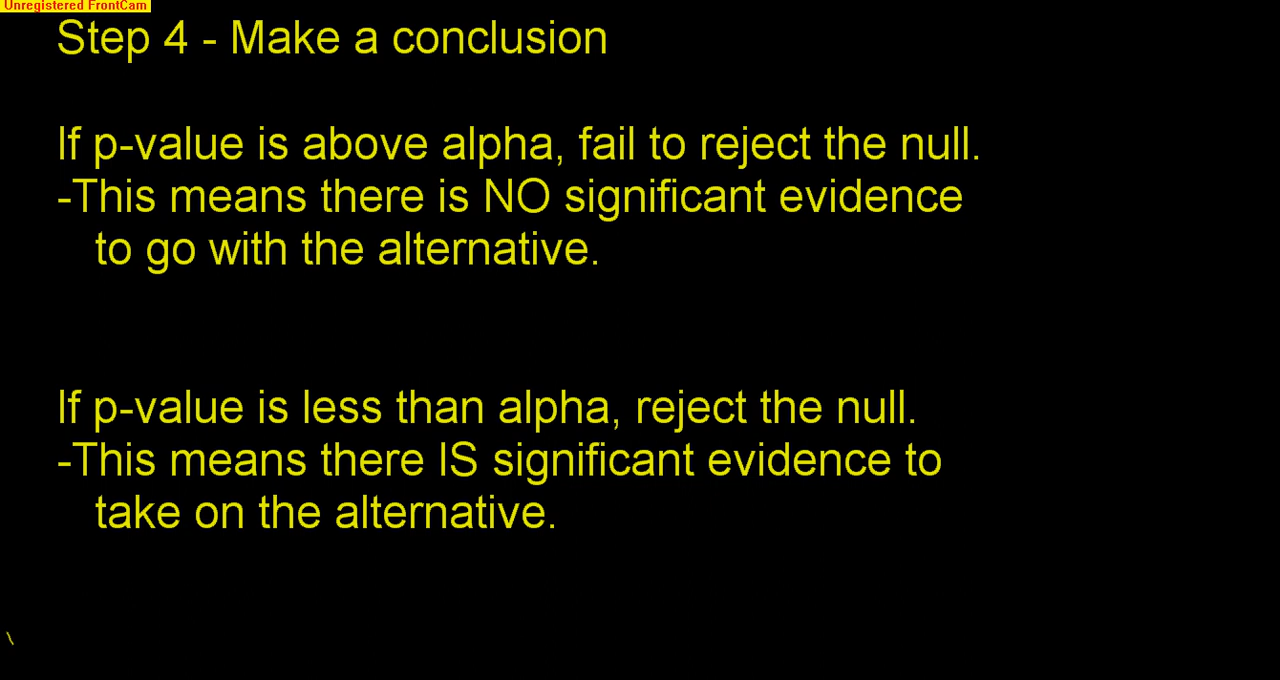 Unregistered FrontCam
Step 4 - Make a conclusion
If p-value is above alpha, fail to reject the null.
-This means there is NO significant evidence
to go with the alternative.
If p-value is less than alpha, reject the null.
-This means there IS significant evidence to
take on the alternative.
\